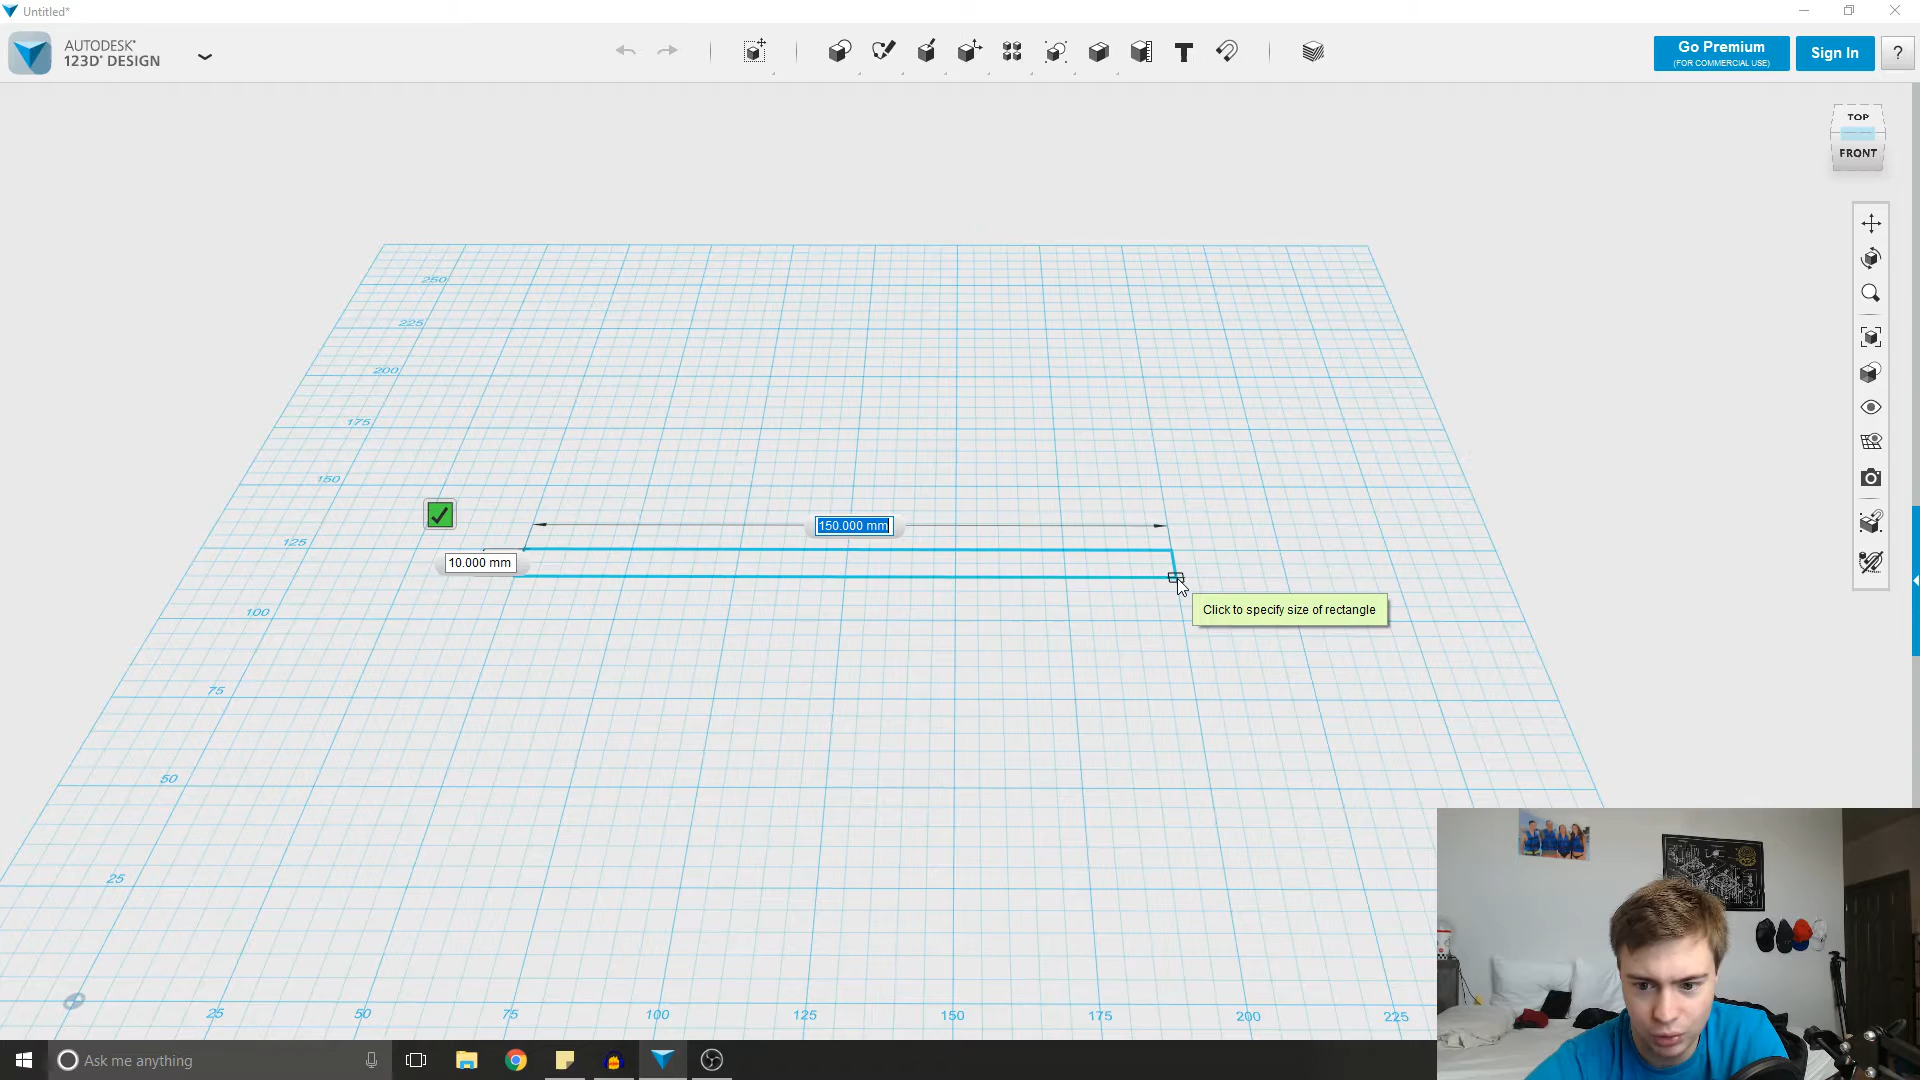 Untitled*
AUTODESK®
123D® DESIGN
T
Go Premium
(FOR COMMERCIAL USE)
Sign In
?
TOP
FRONT
250
225
200
175
150
125
100
75
50
25
150.000 mm
10.000 mm
Click to specify size of rectangle
25 50 75 100 125 150 175 200 225
Ask me anything